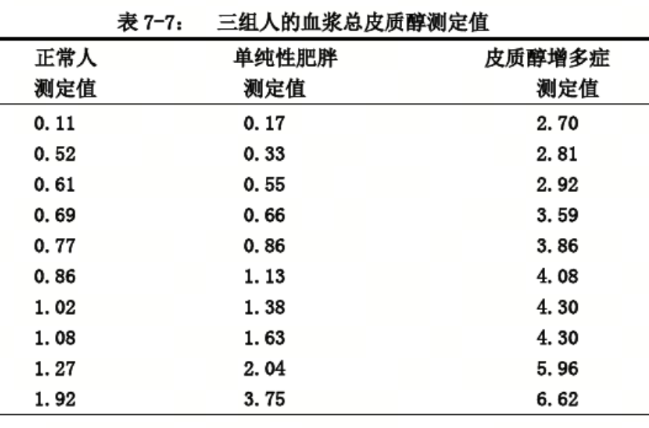 表 7-7： 三组人的血浆总皮质醇测定值
正常人 单纯性肥胖 皮质醇增多症
测定值 测定值 测定值
0.11 0.17 2.70
0.52 0.33 2.81
0.61 0.55 2.92
0.69 0.66 3.59
0.77 0.86 3.86
0.86 1.13 4.08
1.02 1.38 4.30
1.08 1.63 4.30
1.27 2.04 5.96
1.92 3.75 6.62